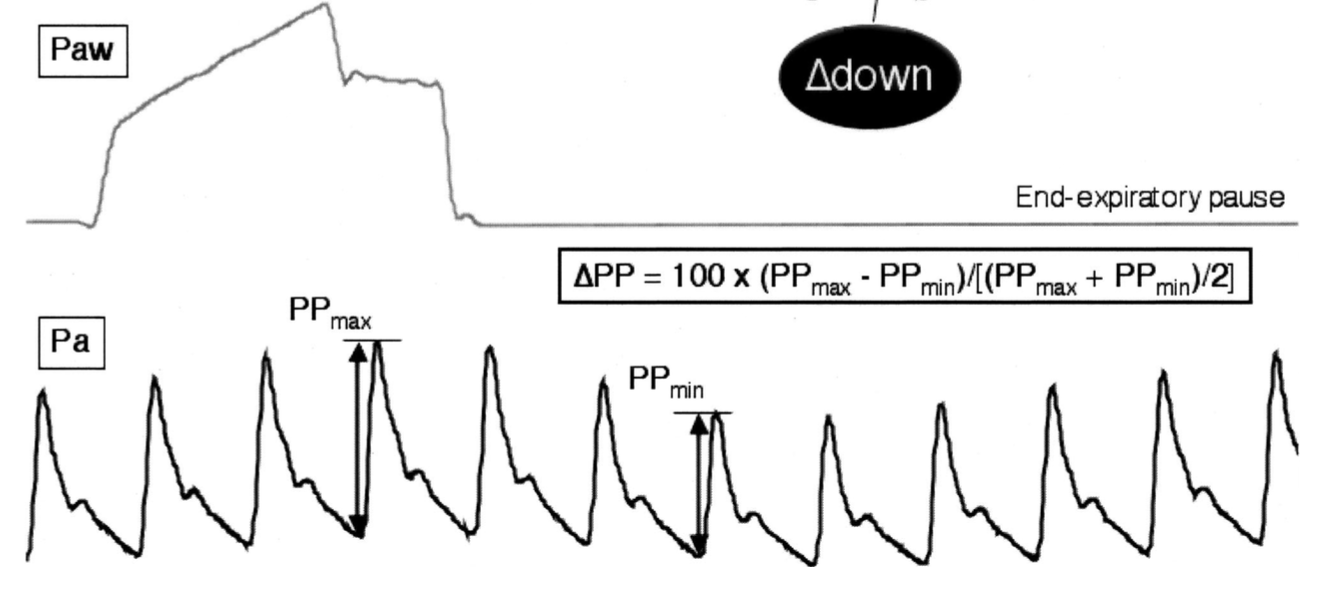 Paw
Δdown
End-expiratory pause
ΔPP = 100 x (PPmax - PPmin)/[(PPmax + PPmin)/2]
PPmax
Pa
PPmin